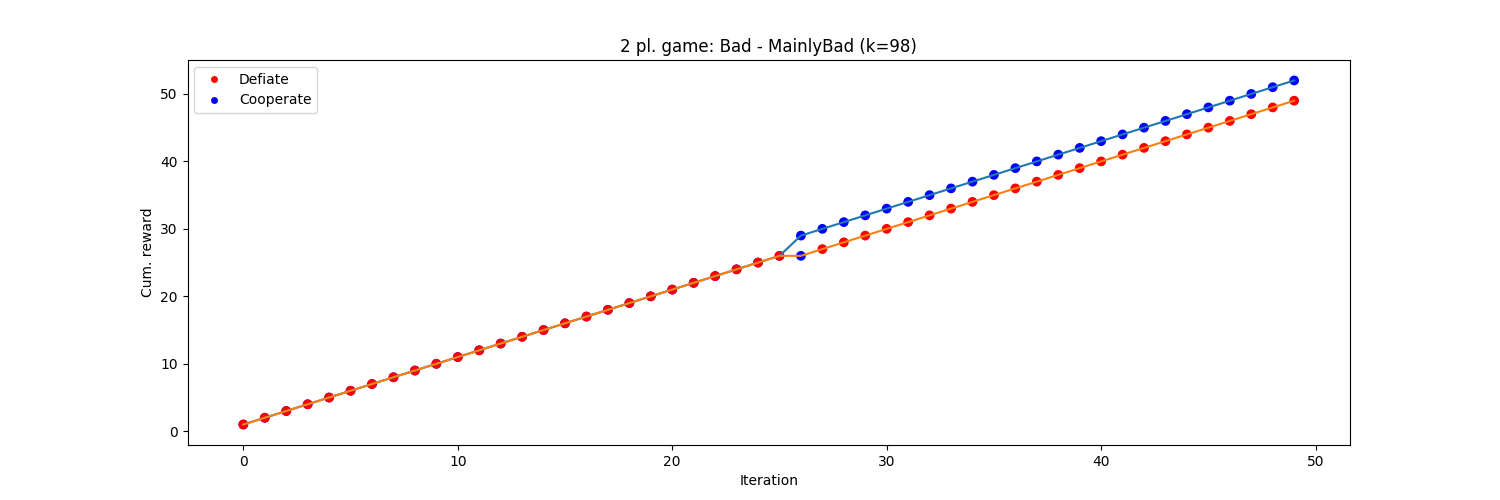 2 pl. game: Bad - MainlyBad (k=98)
Defiate
Cooperate
Cum. reward
50
40
30
20
10
0
0 10 20 30 40 50
Iteration